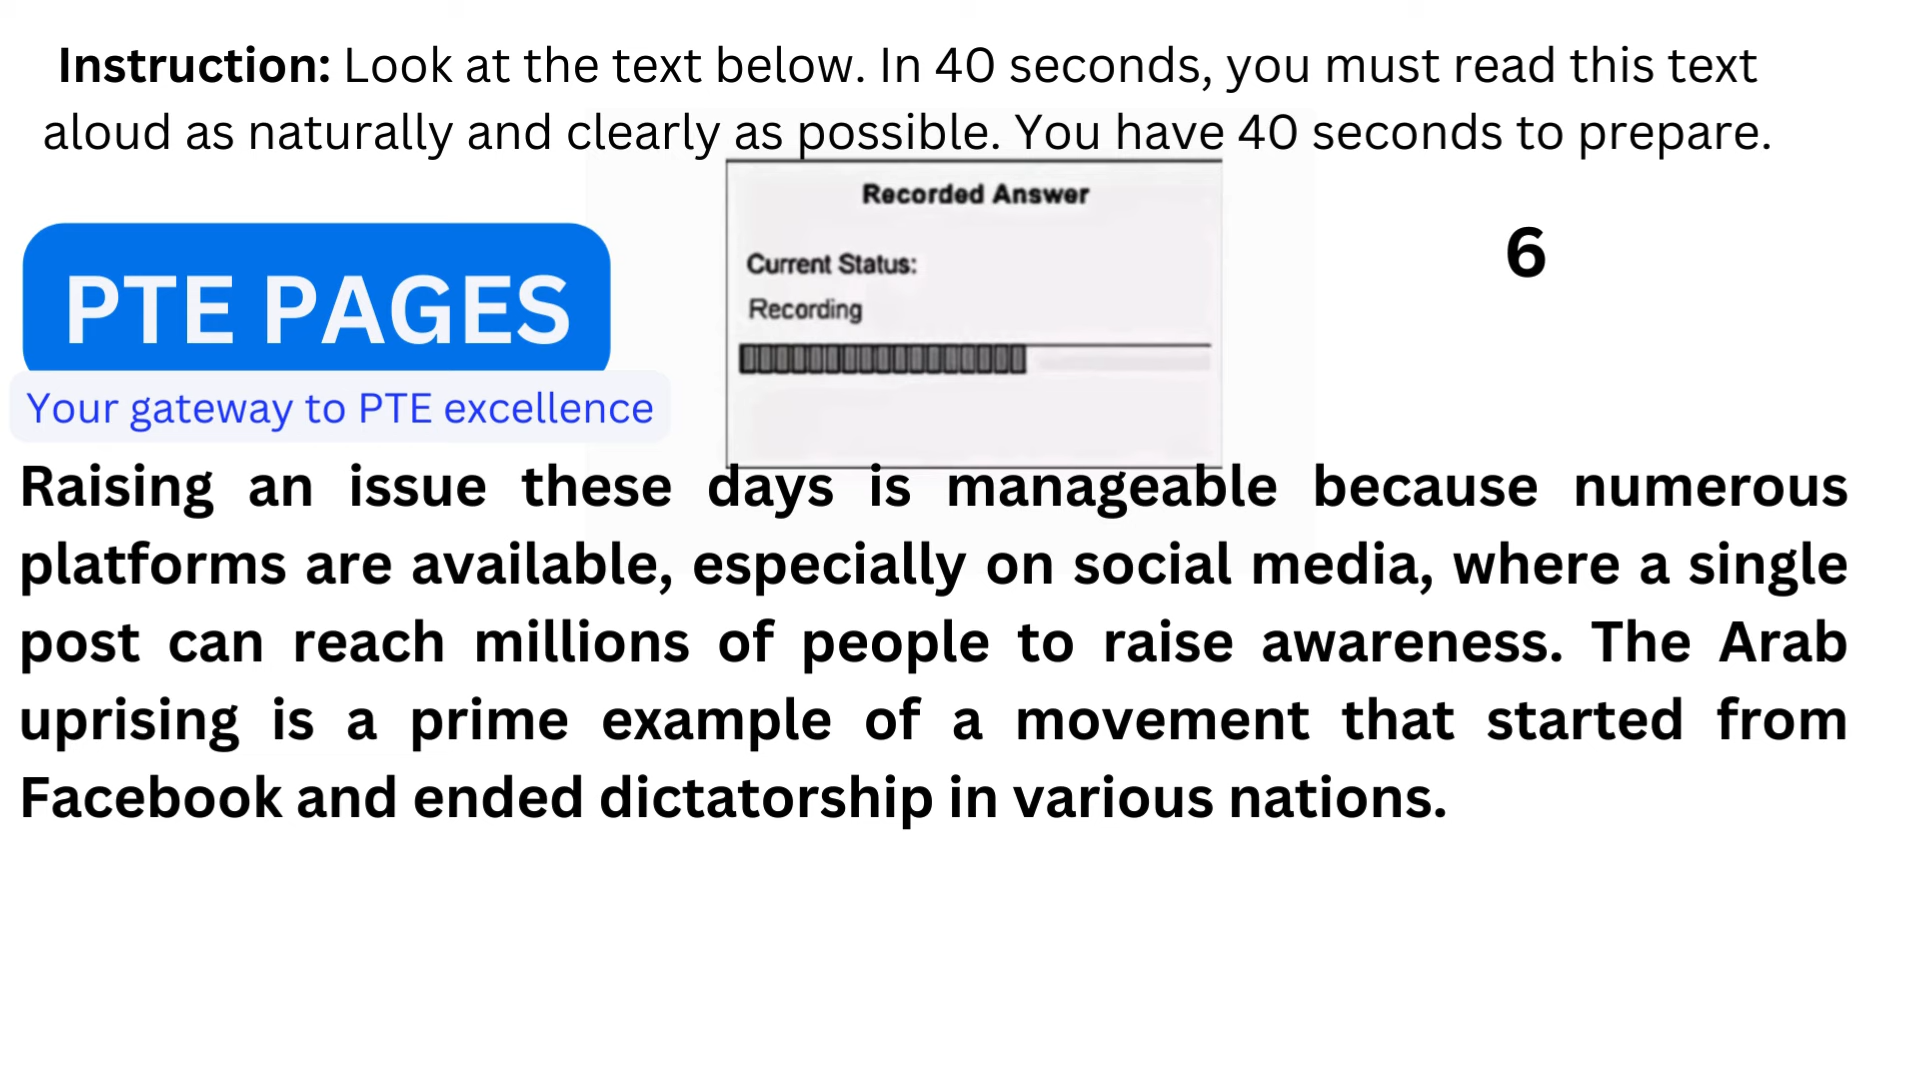 Instruction: Look at the text below. In 40 seconds, you must read this text
aloud as naturally and clearly as possible. You have 40 seconds to prepare.
Recorded Answer
Current Status:
Recording
6
PTE PAGES
Your gateway to PTE excellence
Raising an issue these days is manageable because numerous
platforms are available, especially on social media, where a single
post can reach millions of people to raise awareness. The Arab
uprising is a prime example of a movement that started from
Facebook and ended dictatorship in various nations.